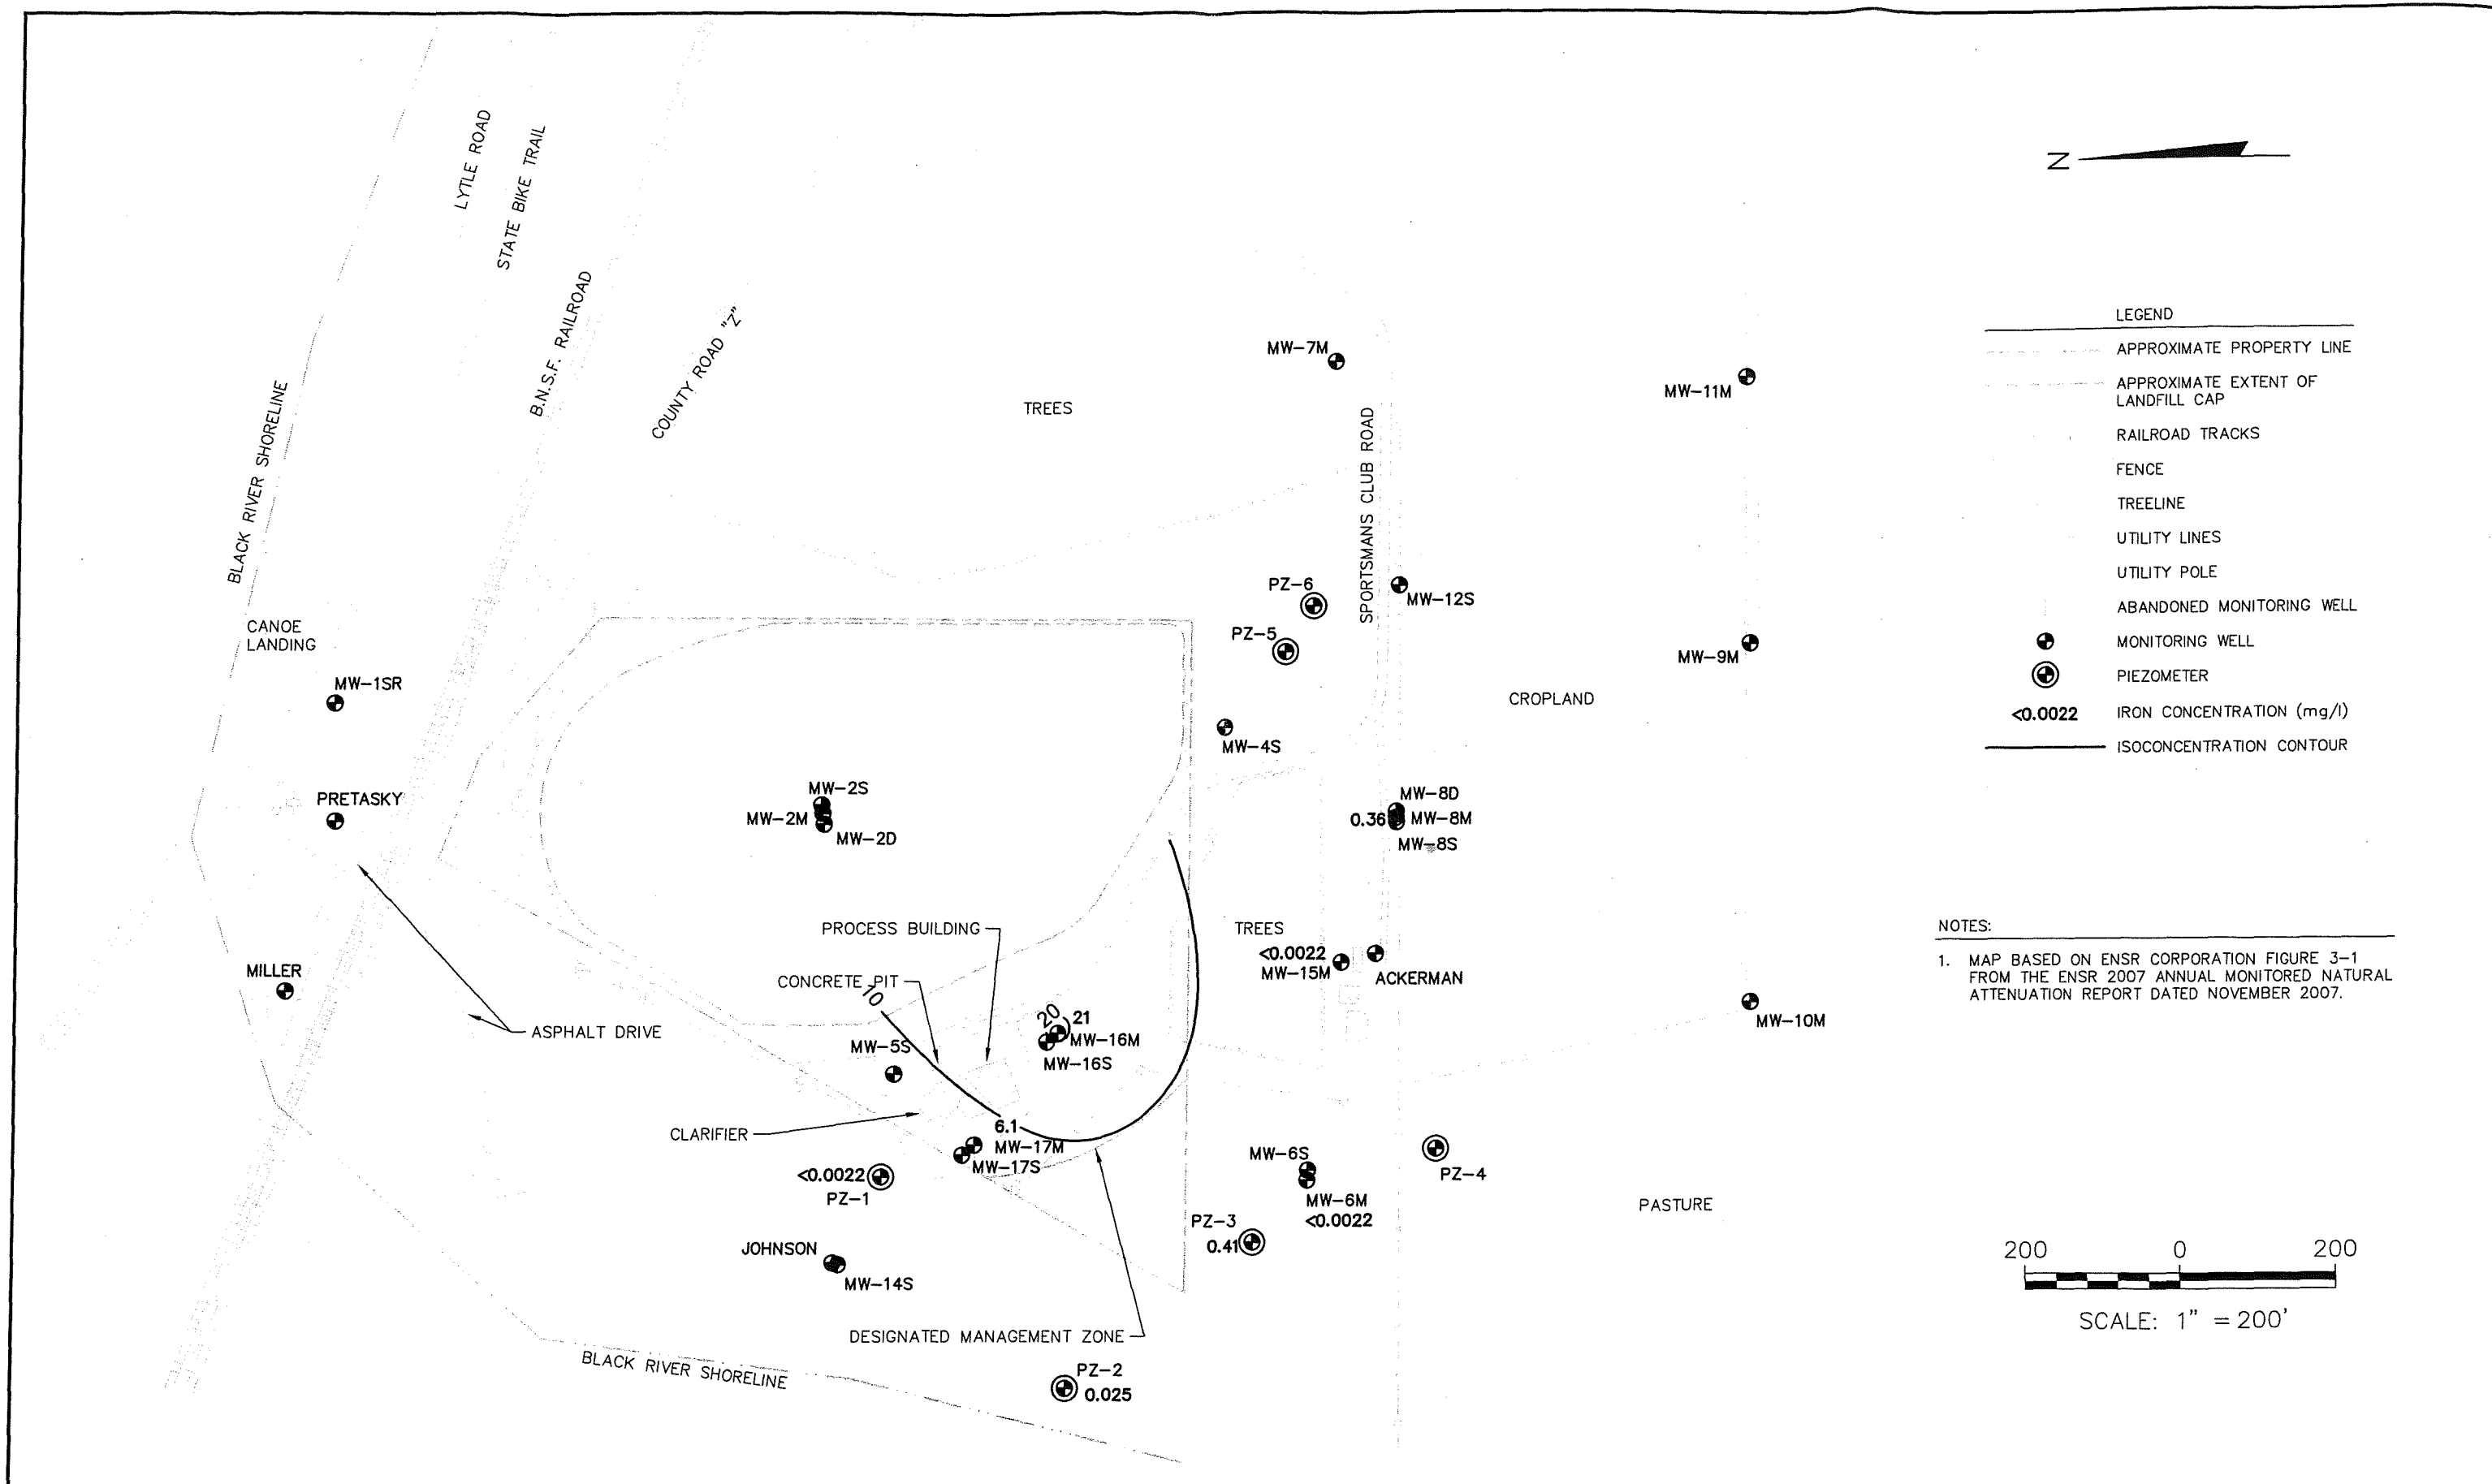 LYTLE ROAD
STATE BIKE TRAIL
B.N.S.F. RAILROAD
COUNTY ROAD "Z"
BLACK RIVER SHORELINE
CANOE
LANDING
MW-1SR
PRETASKY
MILLER
ASPHALT DRIVE
TREES
MW-7M
SPORTSMANS CLUB ROAD
MW-11M
PZ-6
MW-12S
PZ-5
MW-9M
MW-4S
CROPLAND
MW-2S
MW-2M
MW-2D
MW-8D
0.36
MW-8M
MW-8S
PROCESS BUILDING
TREES
<0.0022
MW-15M
ACKERMAN
CONCRETE PIT
10
20
21
MW-16M
MW-16S
MW-5S
MW-10M
CLARIFIER
6.1
MW-17M
MW-17S
<0.0022
PZ-1
MW-6S
MW-6M
<0.0022
PZ-4
PZ-3
0.41
PASTURE
JOHNSON
MW-14S
DESIGNATED MANAGEMENT ZONE
BLACK RIVER SHORELINE
PZ-2
0.025
N
LEGEND
APPROXIMATE PROPERTY LINE
APPROXIMATE EXTENT OF
LANDFILL CAP
RAILROAD TRACKS
FENCE
TREELINE
UTILITY LINES
UTILITY POLE
ABANDONED MONITORING WELL
MONITORING WELL
PIEZOMETER
<0.0022 IRON CONCENTRATION (mg/l)
ISOCONCENTRATION CONTOUR
NOTES:
1. MAP BASED ON ENSR CORPORATION FIGURE 3-1
FROM THE ENSR 2007 ANNUAL MONITORED NATURAL
ATTENUATION REPORT DATED NOVEMBER 2007.
200 0 200
SCALE: 1" = 200'